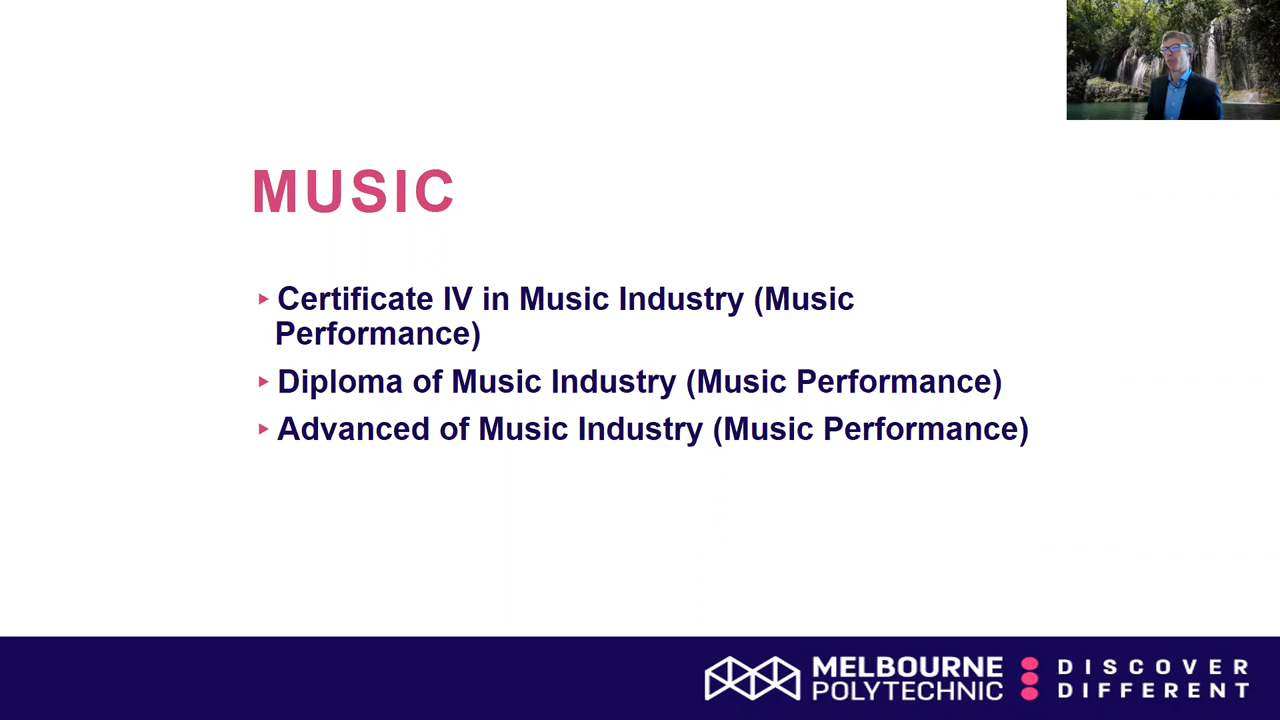 MUSIC
Certificate IV in Music Industry (Music
Performance)
Diploma of Music Industry (Music Performance)
Advanced of Music Industry (Music Performance)
MELBOURNE
POLYTECHNIC
DISCOVER
DIFFERENT